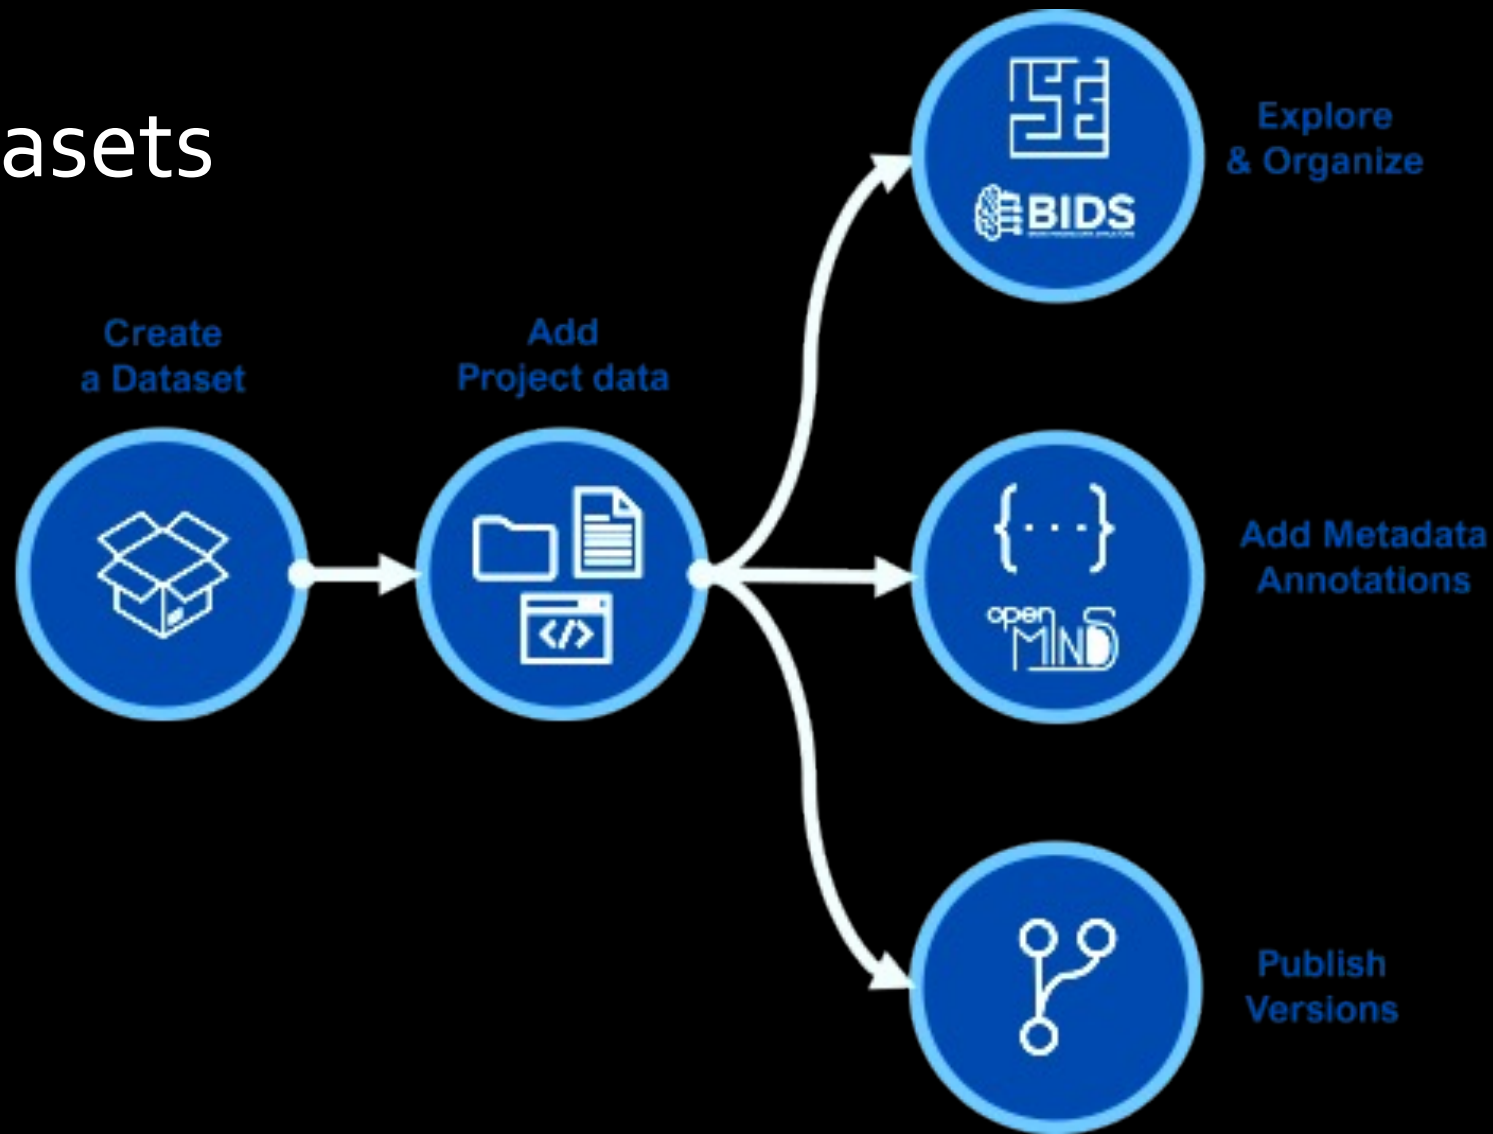 asets
Create
a Dataset
Add
Project data
</>
Explore
& Organize
BIDS
{...}
open
MINDS
Add Metadata
Annotations
Publish
Versions